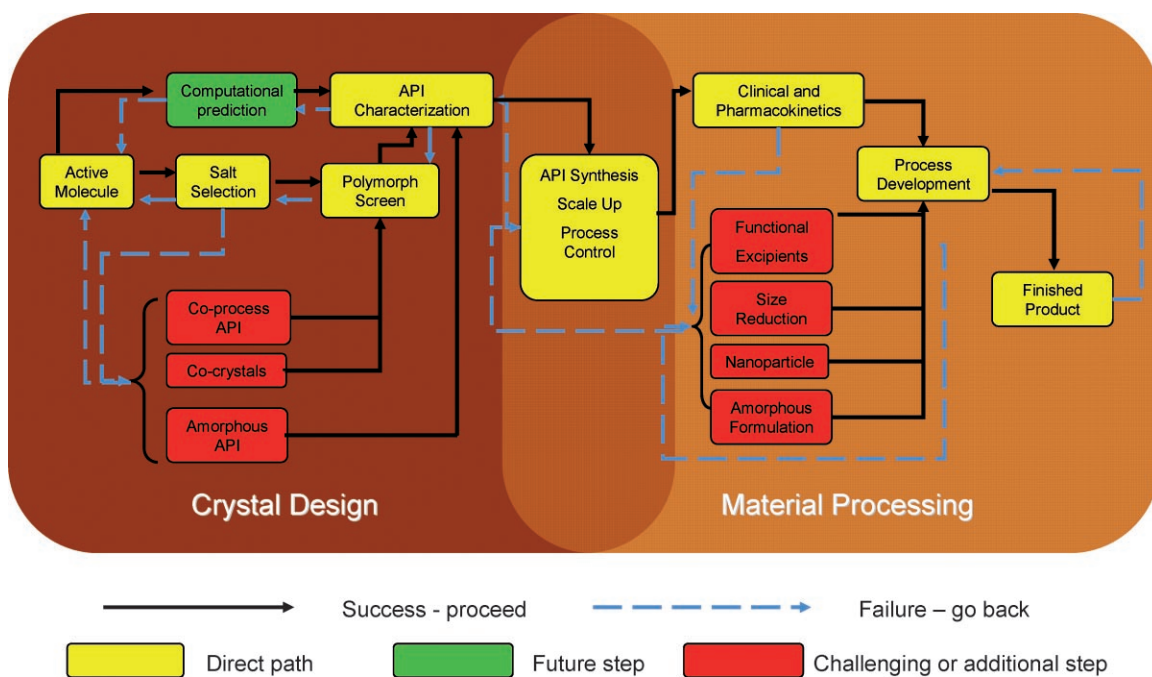 Computational
prediction
API
Characterization
Active
Molecule
Salt
Selection
Polymorph
Screen
Co-process
API
Co-crystals
Amorphous
API
API Synthesis
Scale Up
Process
Control
Clinical and
Pharmacokinetics
Process
Development
Functional
Excipients
Size
Reduction
Nanoparticle
Amorphous
Formulation
Finished
Product
Crystal Design
Material Processing
Success - proceed
Failure – go back
Direct path
Future step
Challenging or additional step